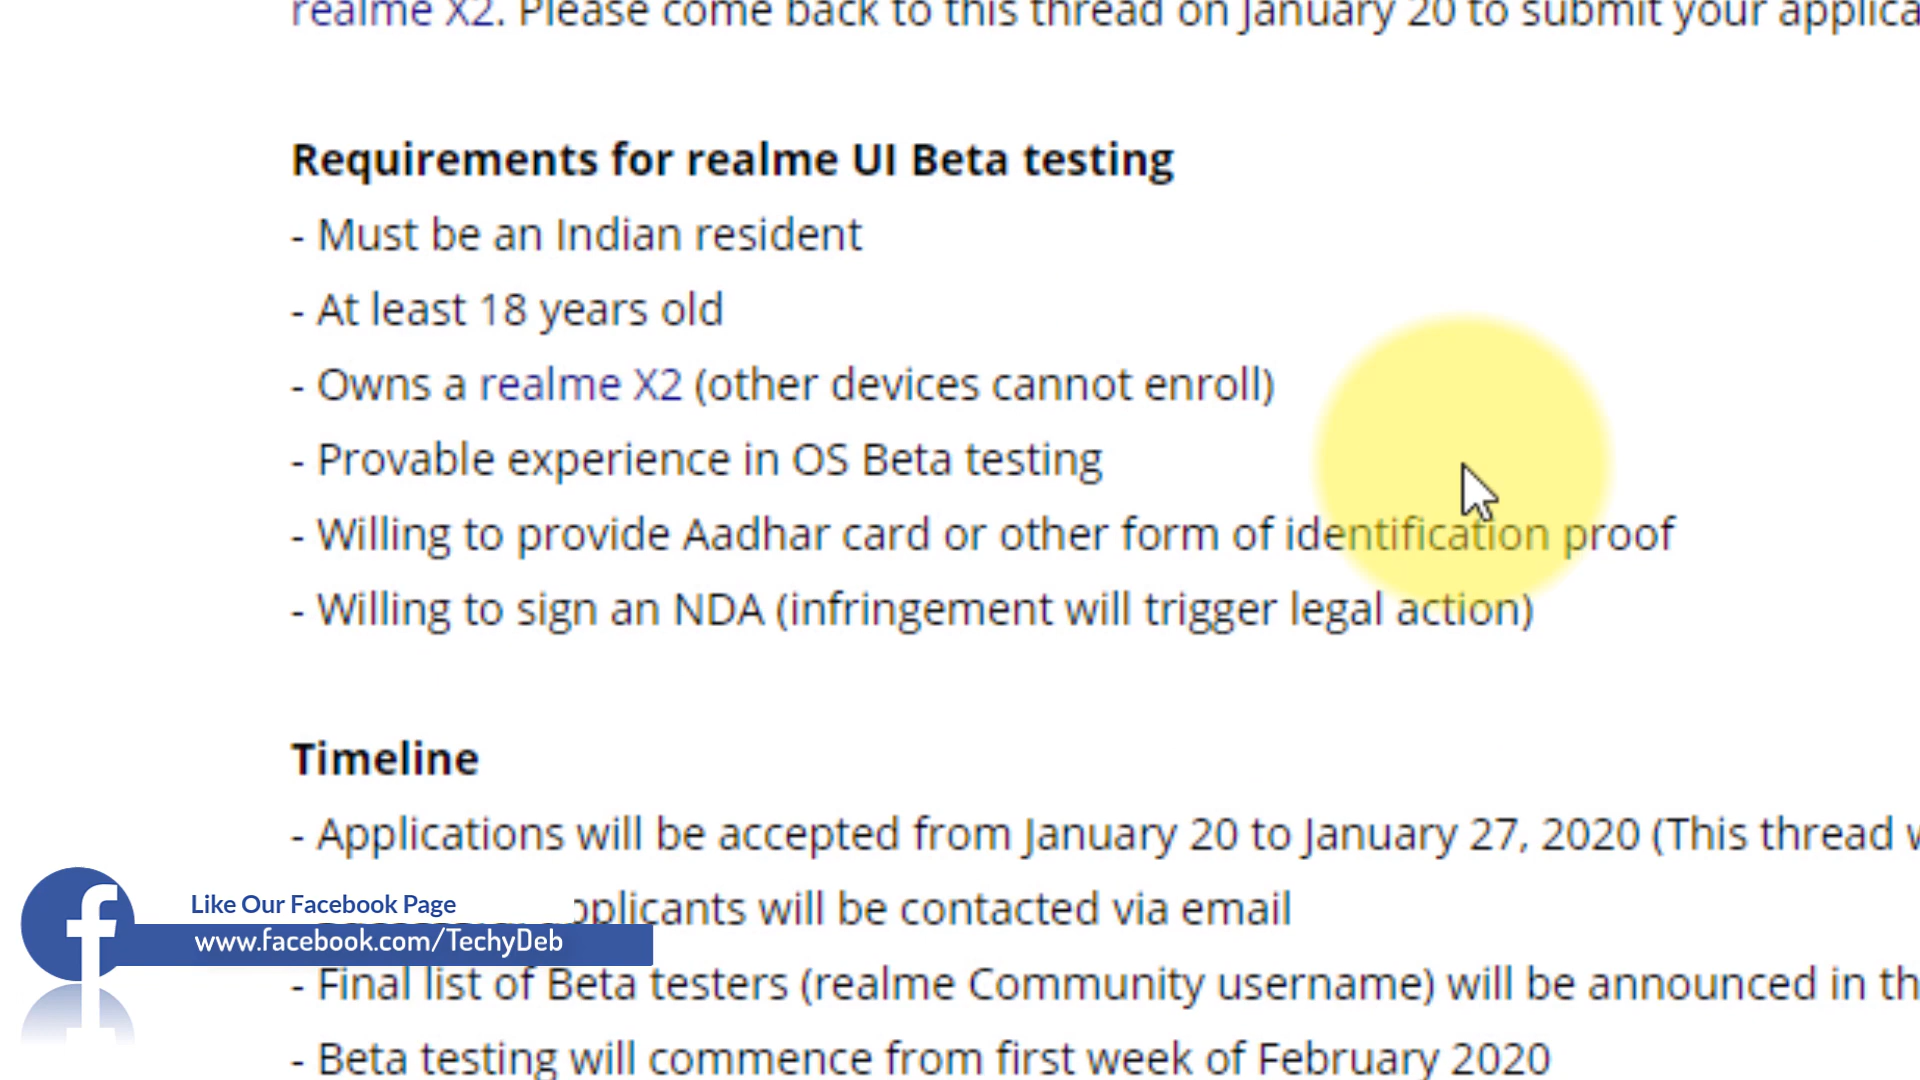 realme X2. Please come back to this thread on January 20 to submit your applica
Requirements for realme UI Beta testing
- Must be an Indian resident
- At least 18 years old
- Owns a realme X2 (other devices cannot enroll)
- Provable experience in OS Beta testing
- Willing to provide Aadhar card or other form of identification proof
- Willing to sign an NDA (infringement will trigger legal action)
Timeline
- Applications will be accepted from January 20 to January 27, 2020 (This thread w
pplicants will be contacted via email
Like Our Facebook Page
www.facebook.com/TechyDeb
- Final list of Beta testers (realme Community username) will be announced in th
- Beta testing will commence from first week of February 2020